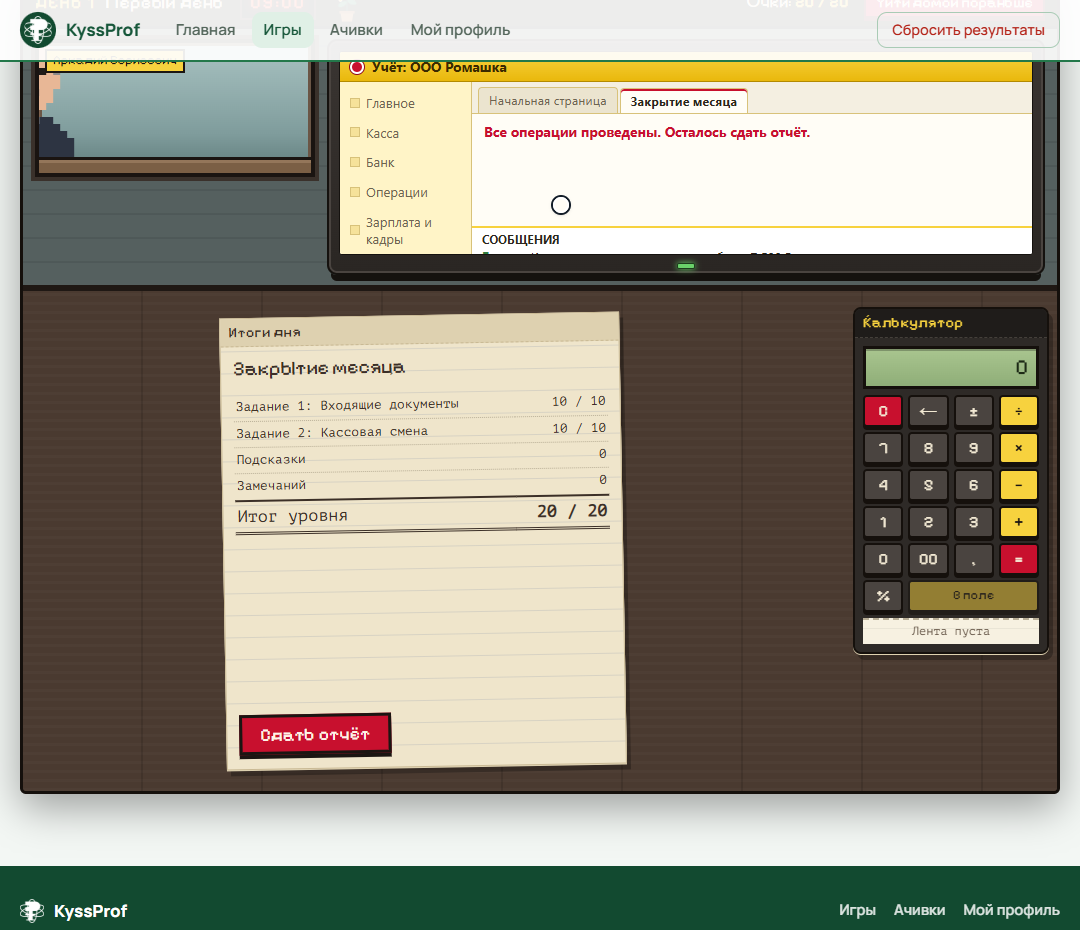 KyssProf
Главная
Игры
Ачивки
Мой профиль
Сбросить результаты
Учёт: ООО Ромашка
Главное
Касса
Банк
Операции
Зарплата и
кадры
Начальная страница
Закрытие месяца
Все операции проведены. Осталось сдать отчёт.
СООБЩЕНИЯ
Итоги дня
Закрытие месяца
Задание 1: Входящие документы 10 / 10
Задание 2: Кассовая смена 10 / 10
Подсказки 0
Замечаний 0
Итог уровня 20 / 20
Сдать отчёт
Калькулятор
0
С ← ± ÷
7 8 9 ×
4 5 6 −
1 2 3 +
0 00 , =
% В поле
Лента пуста
KyssProf
Игры
Ачивки
Мой профиль